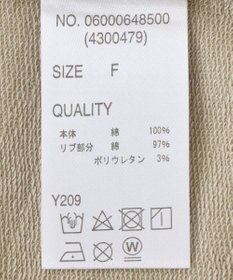 NO. 06000648500
(4300479)
SIZE F
QUALITY
本体 綿 100%
リブ部分 綿 97%
ポリウレタン 3%
Y209